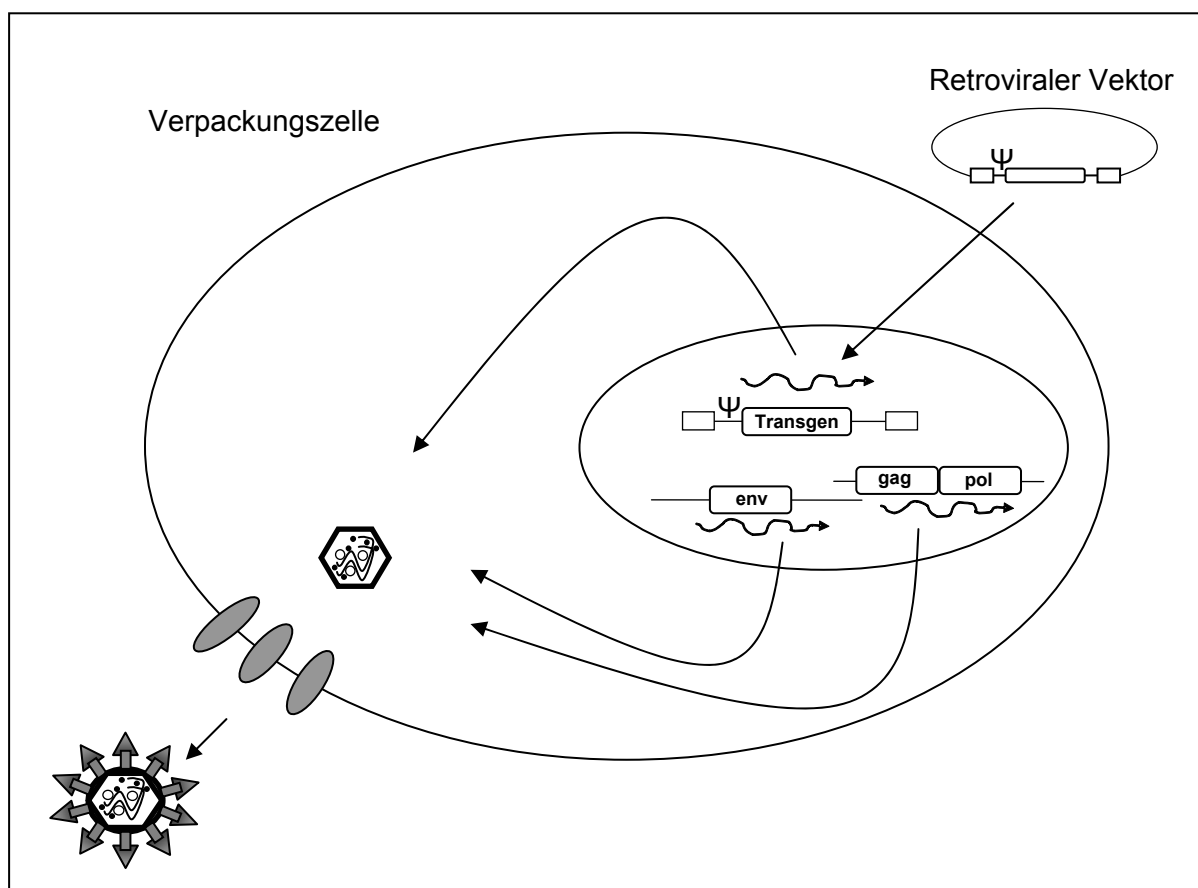 Retroviraler Vektor
Verpackungszelle
Ψ
Ψ
Transgen
gag pol
env